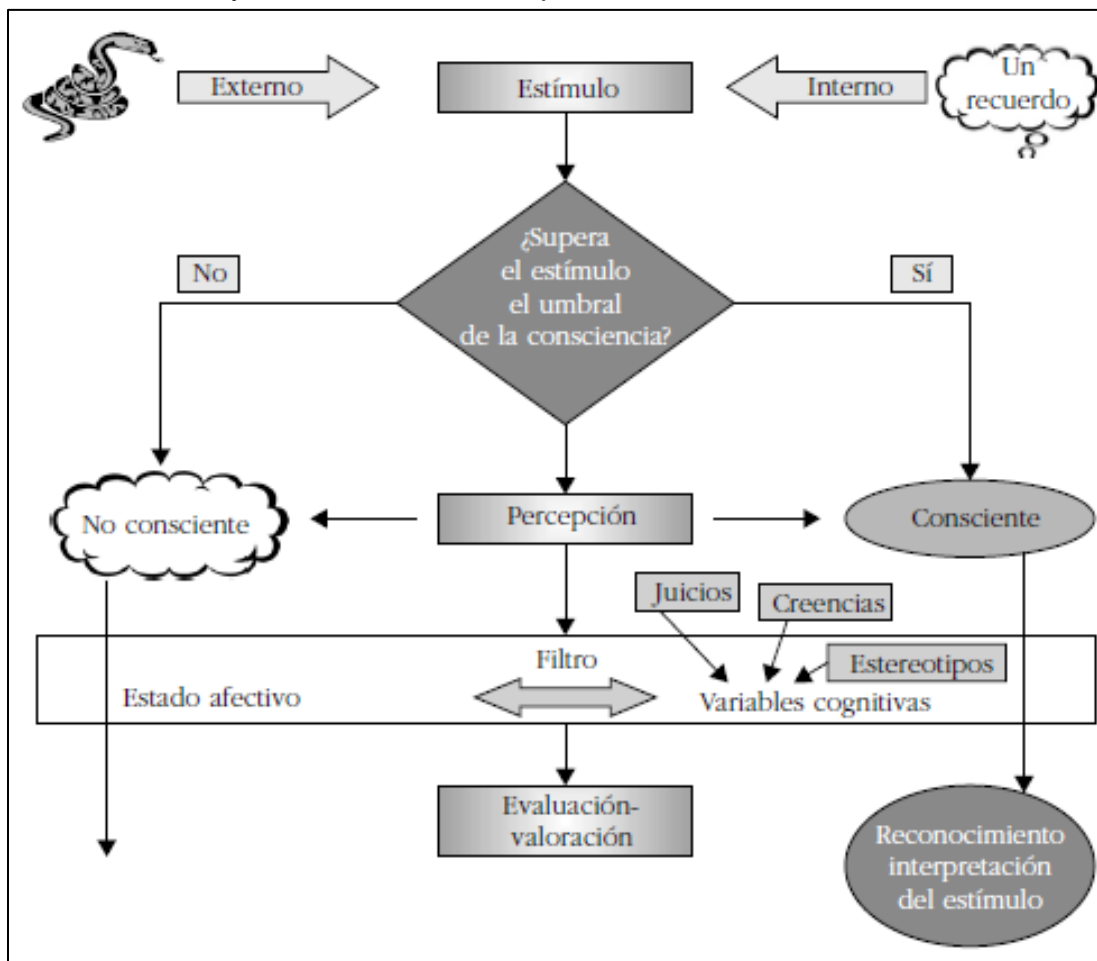 Externo
Estímulo
Interno
Un
recuerdo
¿Supera
el estímulo
el umbral
de la consciencia?
No
Sí
No consciente
Percepción
Consciente
Juicios
Creencias
Estereotipos
Filtro
Estado afectivo
Variables cognitivas
Evaluación-
valoración
Reconocimiento
interpretación
del estímulo